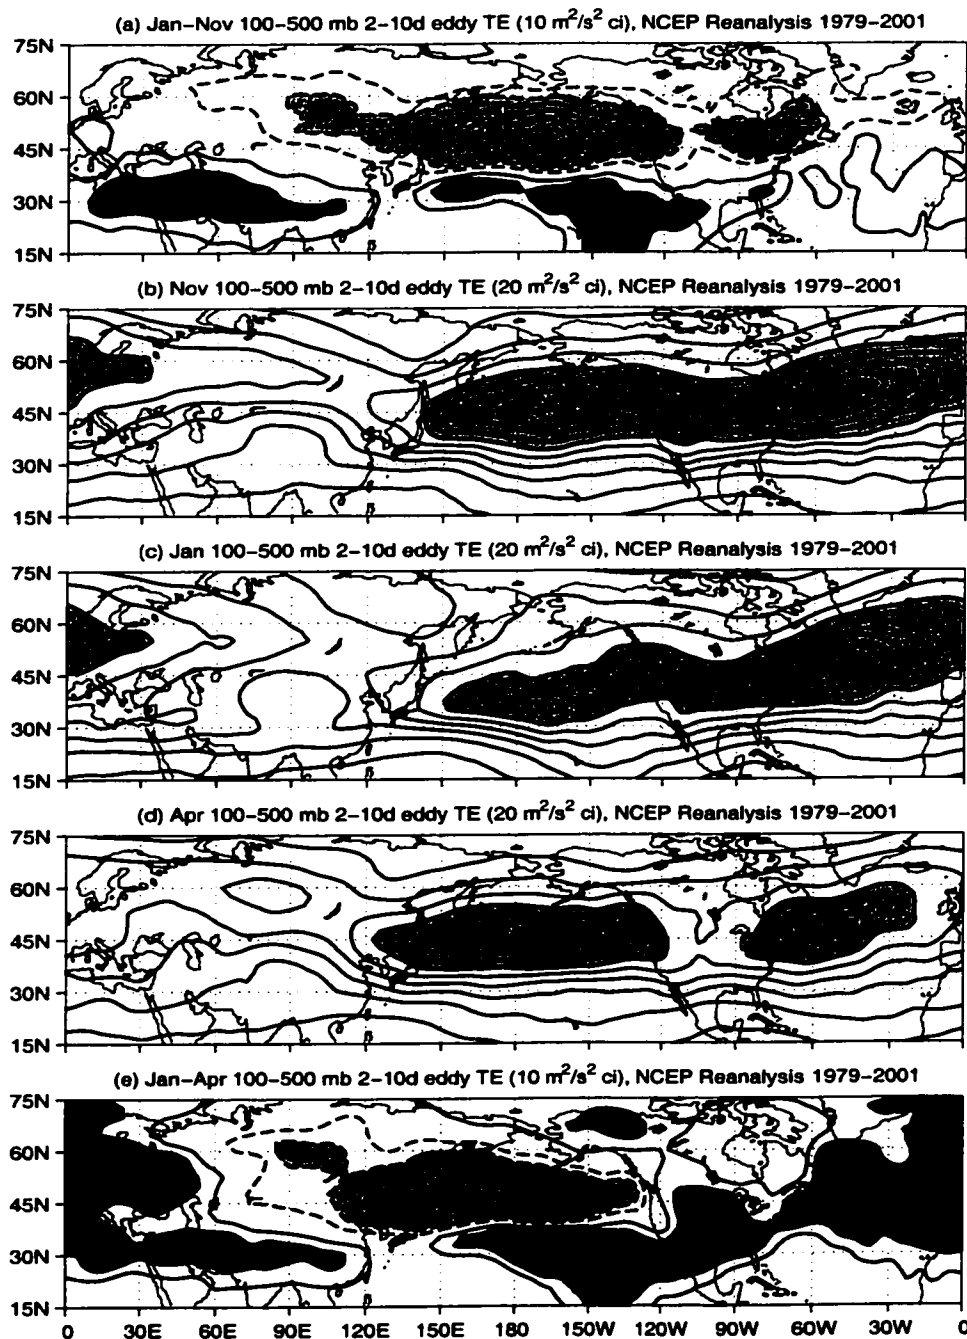 (a) Jan–Nov 100–500 mb 2–10d eddy TE (10 m²/s² ci), NCEP Reanalysis 1979–2001
75N
60N
45N
30N
15N
(b) Nov 100–500 mb 2–10d eddy TE (20 m²/s² ci), NCEP Reanalysis 1979–2001
75N
60N
45N
30N
15N
(c) Jan 100–500 mb 2–10d eddy TE (20 m²/s² ci), NCEP Reanalysis 1979–2001
75N
60N
45N
30N
15N
(d) Apr 100–500 mb 2–10d eddy TE (20 m²/s² ci), NCEP Reanalysis 1979–2001
75N
60N
45N
30N
15N
(e) Jan–Apr 100–500 mb 2–10d eddy TE (10 m²/s² ci), NCEP Reanalysis 1979–2001
75N
60N
45N
30N
15N
0 30E 60E 90E 120E 150E 180 150W 120W 90W 60W 30W 0